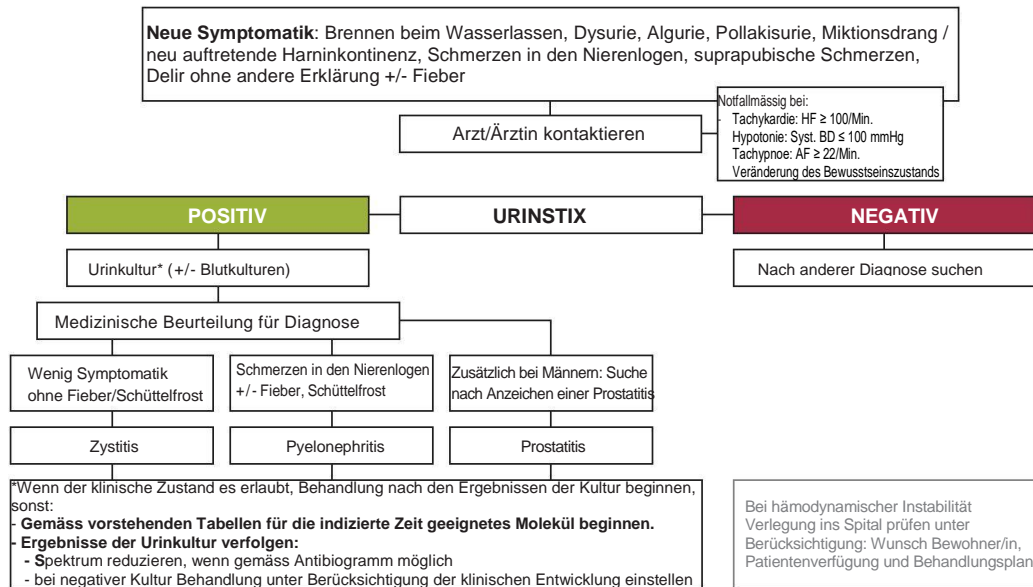 Neue Symptomatik: Brennen beim Wasserlassen, Dysurie, Algurie, Pollakisurie, Miktionsdrang /
neu auftretende Harninkontinenz, Schmerzen in den Nierenlogen, suprapubische Schmerzen,
Delir ohne andere Erklärung +/- Fieber
Arzt/Ärztin kontaktieren
Notfallmässig bei:
- Tachykardie: HF ≥ 100/Min.
Hypotonie: Syst. BD ≤ 100 mmHg
Tachypnoe: AF ≥ 22/Min.
Veränderung des Bewusstseinszustands
POSITIV
URINSTIX
NEGATIV
Urinkultur* (+/- Blutkulturen)
Nach anderer Diagnose suchen
Medizinische Beurteilung für Diagnose
Wenig Symptomatik
ohne Fieber/Schüttelfrost
Schmerzen in den Nierenlogen
+/- Fieber, Schüttelfrost
Zusätzlich bei Männern: Suche
nach Anzeichen einer Prostatitis
Zystitis
Pyelonephritis
Prostatitis
*Wenn der klinische Zustand es erlaubt, Behandlung nach den Ergebnissen der Kultur beginnen,
sonst:
- Gemäss vorstehenden Tabellen für die indizierte Zeit geeignetes Molekül beginnen.
- Ergebnisse der Urinkultur verfolgen:
- Spektrum reduzieren, wenn gemäss Antibiogramm möglich
- bei negativer Kultur Behandlung unter Berücksichtigung der klinischen Entwicklung einstellen
Bei hämodynamischer Instabilität
Verlegung ins Spital prüfen unter
Berücksichtigung: Wunsch Bewohner/in,
Patientenverfügung und Behandlungsplan